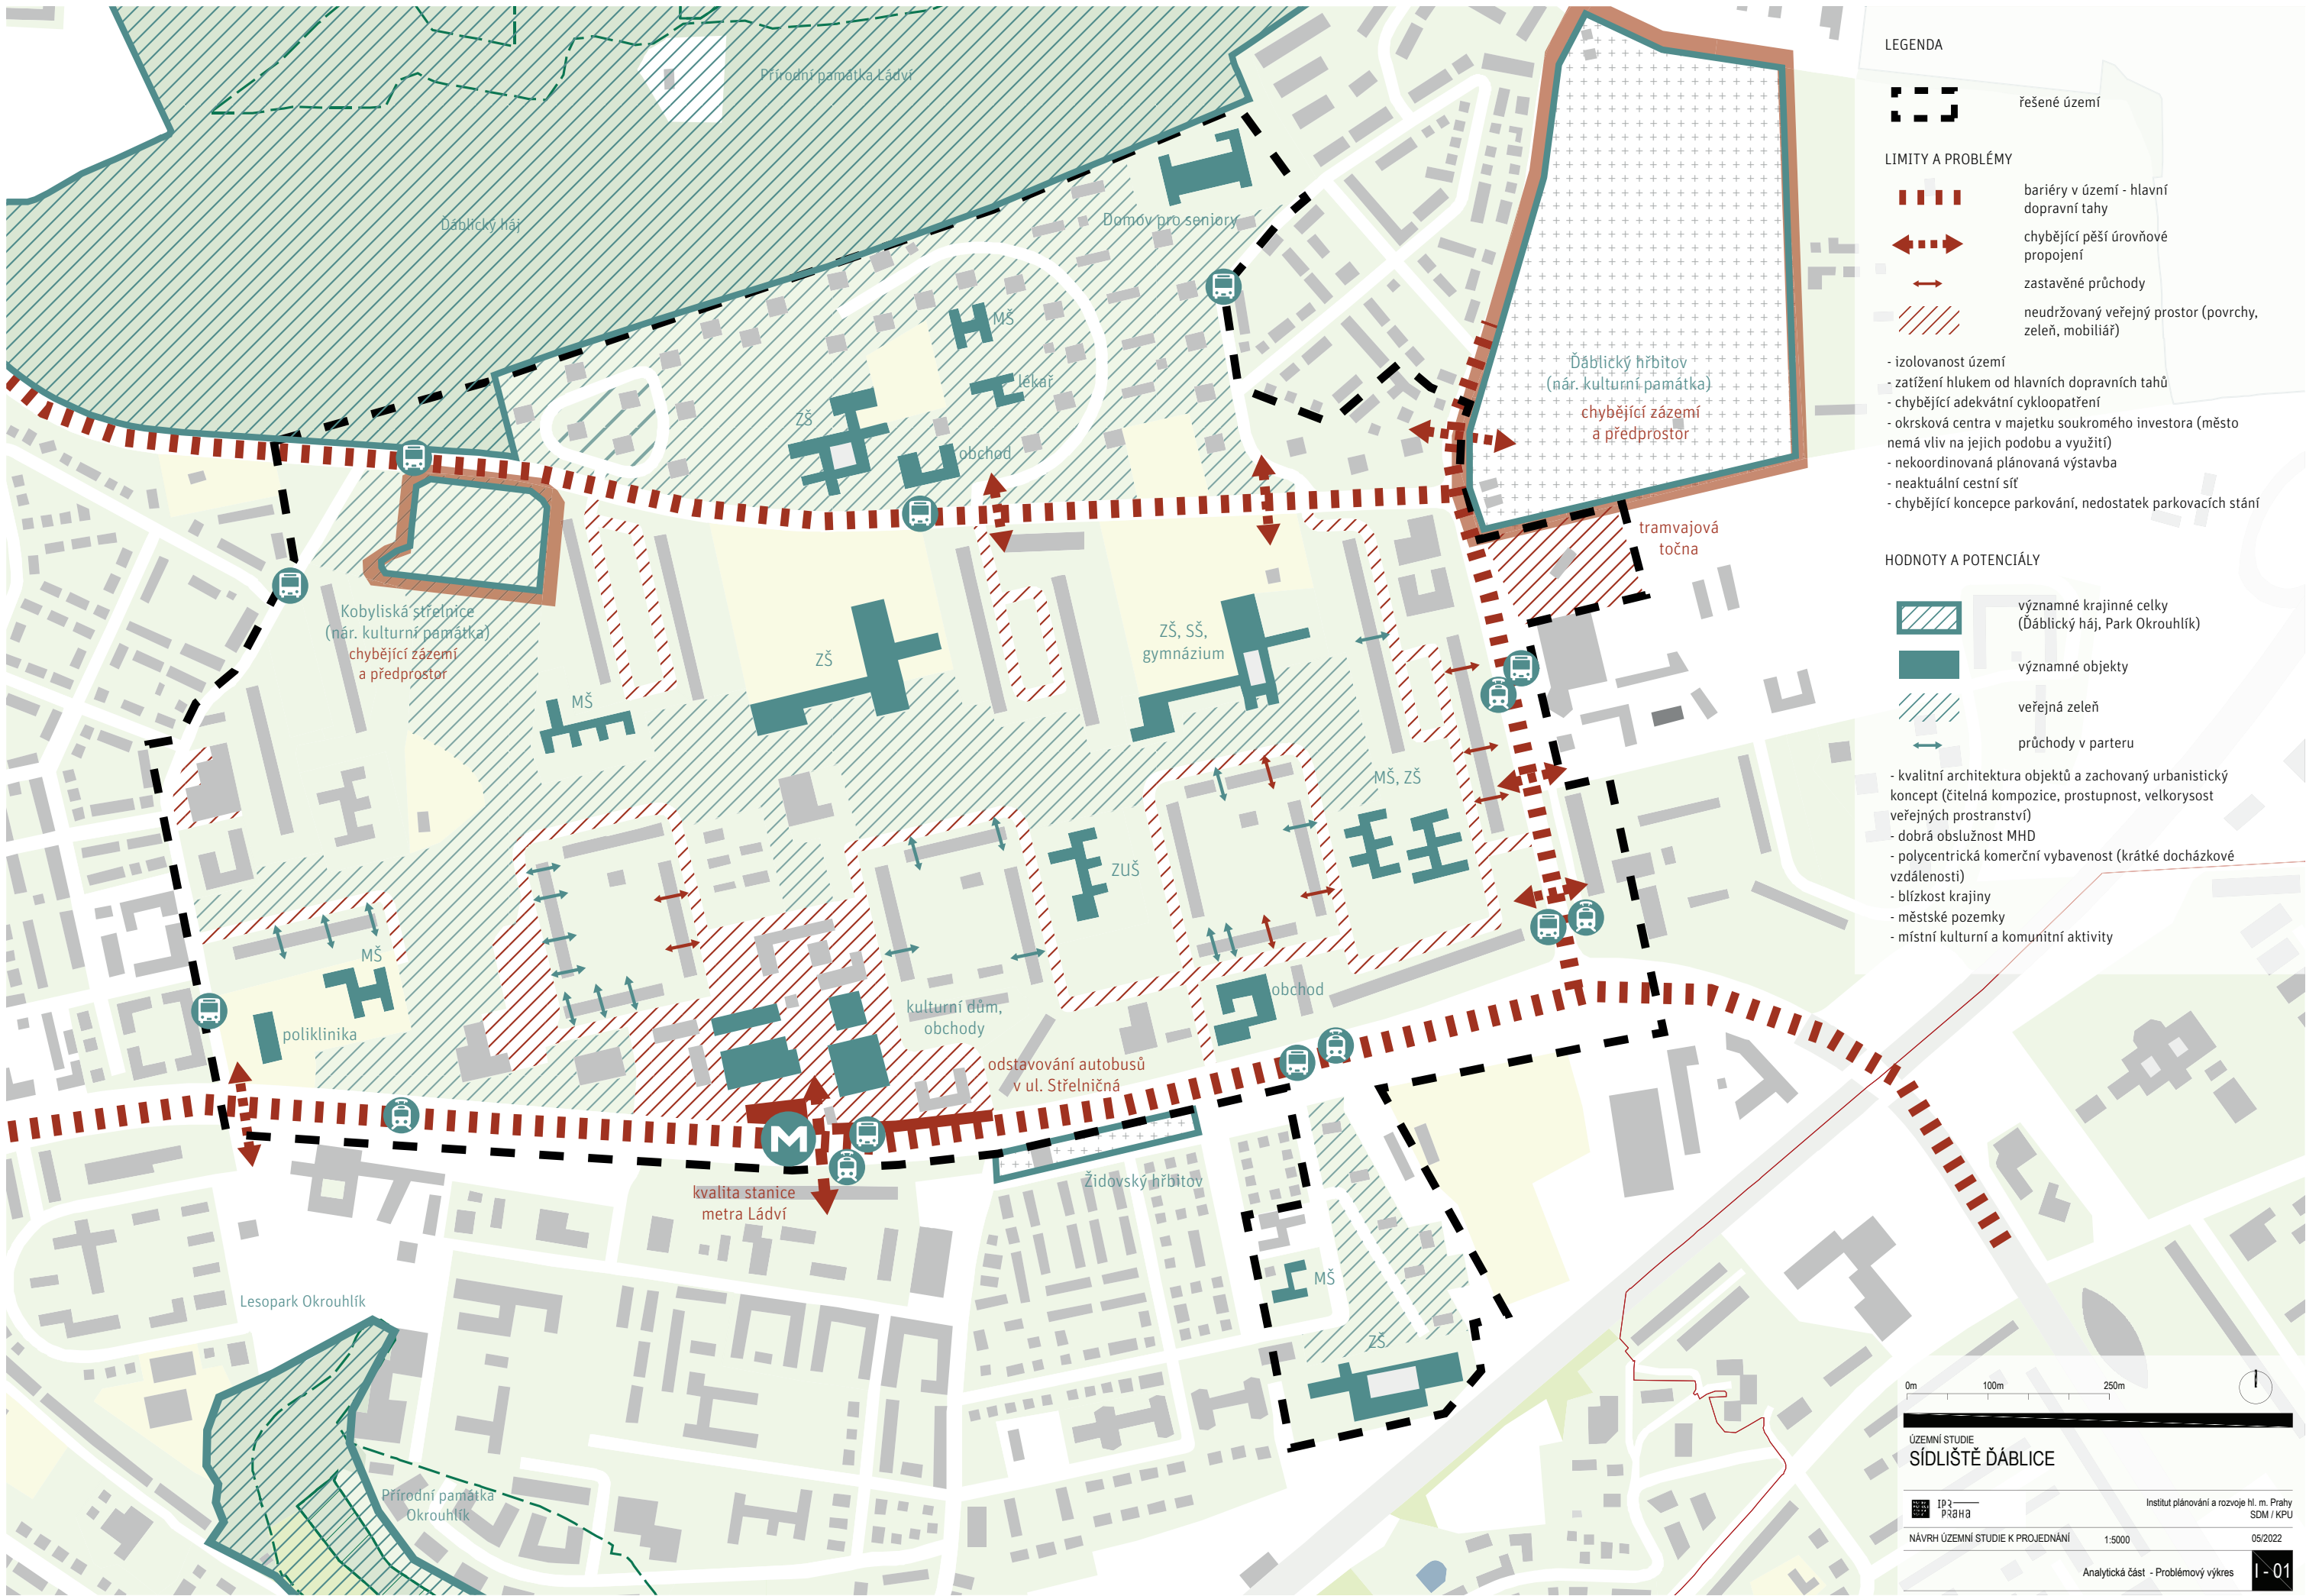 Přírodní památka Ládví
Ďáblický háj
Domov pro seniory
MŠ
lékař
ZŠ
obchod
Ďáblický hřbitov
(nár. kulturní památka)
chybějící zázemí
a předprostor
tramvajová
točna
Kobyliská střelnice
(nár. kulturní památka)
chybějící zázemí
a předprostor
ZŠ
ZŠ, SŠ,
gymnázium
MŠ
MŠ, ZŠ
ZUŠ
MŠ
poliklinika
kulturní dům,
obchody
obchod
odstavování autobusů
v ul. Střelničná
M
kvalita stanice
metra Ládví
Židovský hřbitov
MŠ
ZŠ
Lesopark Okrouhlík
Přírodní památka
Okrouhlík
LEGENDA
řešené území
LIMITY A PROBLÉMY
bariéry v území - hlavní
dopravní tahy
chybějící pěší úrovňové
propojení
zastavěné průchody
neudržovaný veřejný prostor (povrchy,
zeleň, mobiliář)
- izolovanost území
- zatížení hlukem od hlavních dopravních tahů
- chybějící adekvátní cykloopatření
- okrsková centra v majetku soukromého investora (město
nemá vliv na jejich podobu a využití)
- nekoordinovaná plánovaná výstavba
- neaktuální cestní síť
- chybějící koncepce parkování, nedostatek parkovacích stání
HODNOTY A POTENCIÁLY
významné krajinné celky
(Ďáblický háj, Park Okrouhlík)
významné objekty
veřejná zeleň
průchody v parteru
- kvalitní architektura objektů a zachovaný urbanistický
koncept (čitelná kompozice, prostupnost, velkorysost
veřejných prostranství)
- dobrá obslužnost MHD
- polycentrická komerční vybavenost (krátké docházkové
vzdálenosti)
- blízkost krajiny
- městské pozemky
- místní kulturní a komunitní aktivity
0m 100m 250m
ÚZEMNÍ STUDIE
SÍDLIŠTĚ ĎÁBLICE
IPR
PRAHA
Institut plánování a rozvoje hl. m. Prahy
SDM / KPU
NÁVRH ÚZEMNÍ STUDIE K PROJEDNÁNÍ 1:5000 05/2022
Analytická část - Problémový výkres I - 01